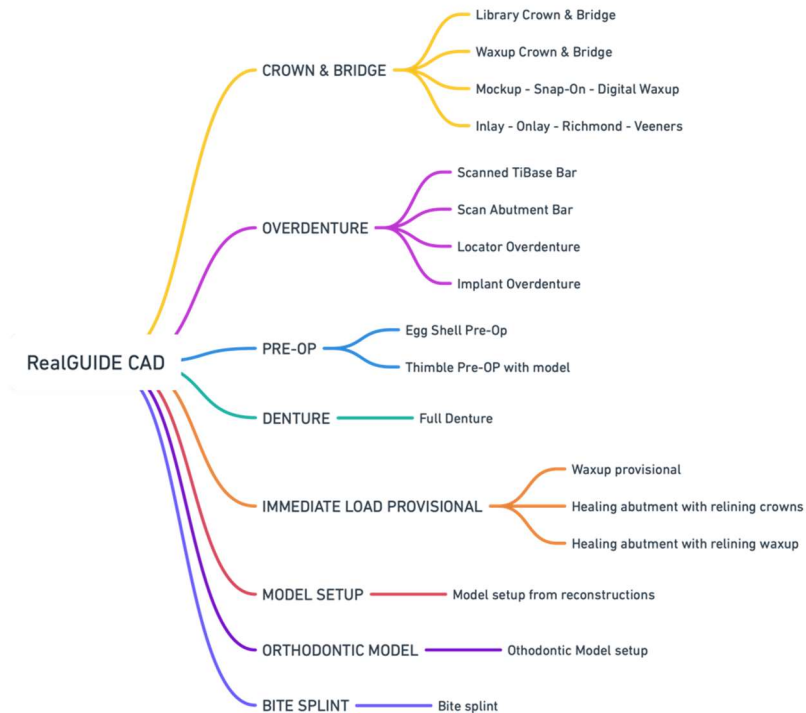 RealGUIDE CAD
CROWN & BRIDGE
Library Crown & Bridge
Waxup Crown & Bridge
Mockup - Snap-On - Digital Waxup
Inlay - Onlay - Richmond - Veeners
OVERDENTURE
Scanned TiBase Bar
Scan Abutment Bar
Locator Overdenture
Implant Overdenture
PRE-OP
Egg Shell Pre-Op
Thimble Pre-OP with model
DENTURE
Full Denture
IMMEDIATE LOAD PROVISIONAL
Waxup provisional
Healing abutment with relining crowns
Healing abutment with relining waxup
MODEL SETUP
Model setup from reconstructions
ORTHODONTIC MODEL
Othodontic Model setup
BITE SPLINT
Bite splint